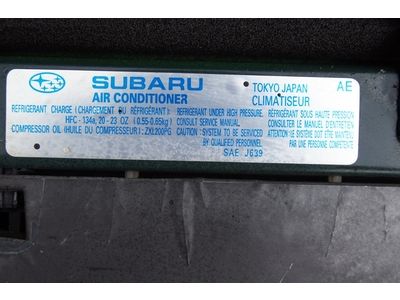 SUBARU
AIR CONDITIONER
TOKYO JAPAN
CLIMATISEUR
AE
REFRIGERANT CHARGE (CHARGEMENT DU RÉFRIGÉRANT)
HFC - 134a, 20 - 23 OZ (0.55-0.65kg)
COMPRESSOR OIL (HUILE DU COMPRESSEUR): ZXL200PG
REFRIGERANT UNDER HIGH PRESSURE.
CONSULT SERVICE MANUAL.
CAUTION: SYSTEM TO BE SERVICED
BY QUALIFIED PERSONNEL
SAE J639
RÉFRIGÉRANT SOUS HAUTE PRESSION
CONSULTER LE MANUEL D'ENTRETIEN
ATTENTION: LE SYSTÈME DOIT ÊTRE MAINTENU
PAR UNE PERSONNE COMPÉTENTE